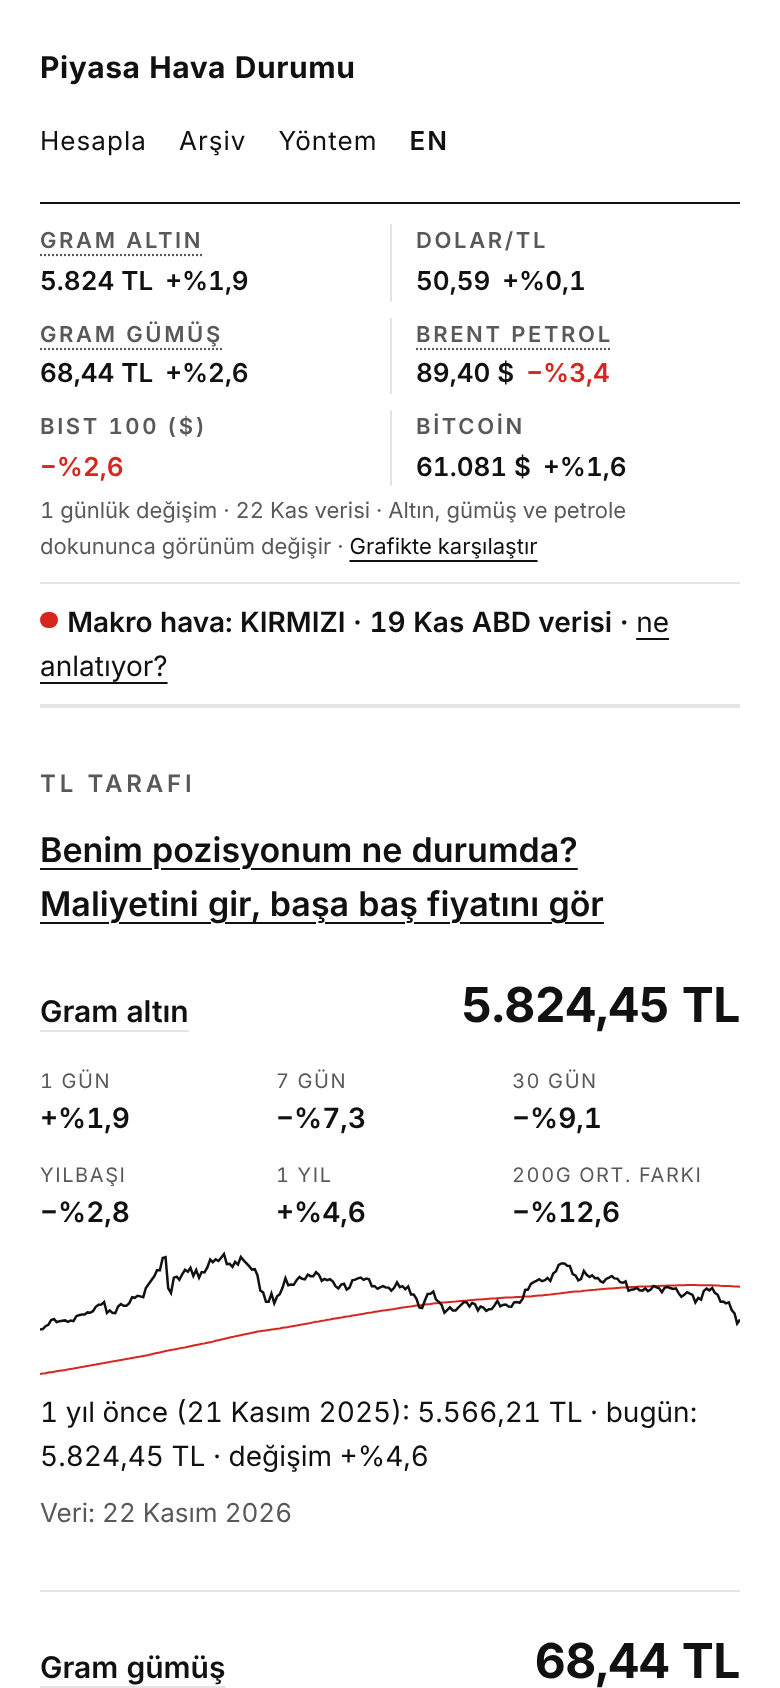 Piyasa Hava Durumu
Hesapla Arşiv Yöntem EN
GRAM ALTIN
5.824 TL +%1,9
DOLAR/TL
50,59 +%0,1
GRAM GÜMÜŞ
68,44 TL +%2,6
BRENT PETROL
89,40 $ −%3,4
BIST 100 ($)
−%2,6
BİTCOİN
61.081 $ +%1,6
1 günlük değişim · 22 Kas verisi · Altın, gümüş ve petrole
dokununca görünüm değişir · Grafikte karşılaştır
Makro hava: KIRMIZI · 19 Kas ABD verisi · ne
anlatıyor?
TL TARAFI
Benim pozisyonum ne durumda?
Maliyetini gir, başa baş fiyatını gör
Gram altın 5.824,45 TL
1 GÜN 7 GÜN 30 GÜN
+%1,9 −%7,3 −%9,1
YILBAŞI 1 YIL 200G ORT. FARKI
−%2,8 +%4,6 −%12,6
1 yıl önce (21 Kasım 2025): 5.566,21 TL · bugün:
5.824,45 TL · değişim +%4,6
Veri: 22 Kasım 2026
Gram gümüş 68,44 TL